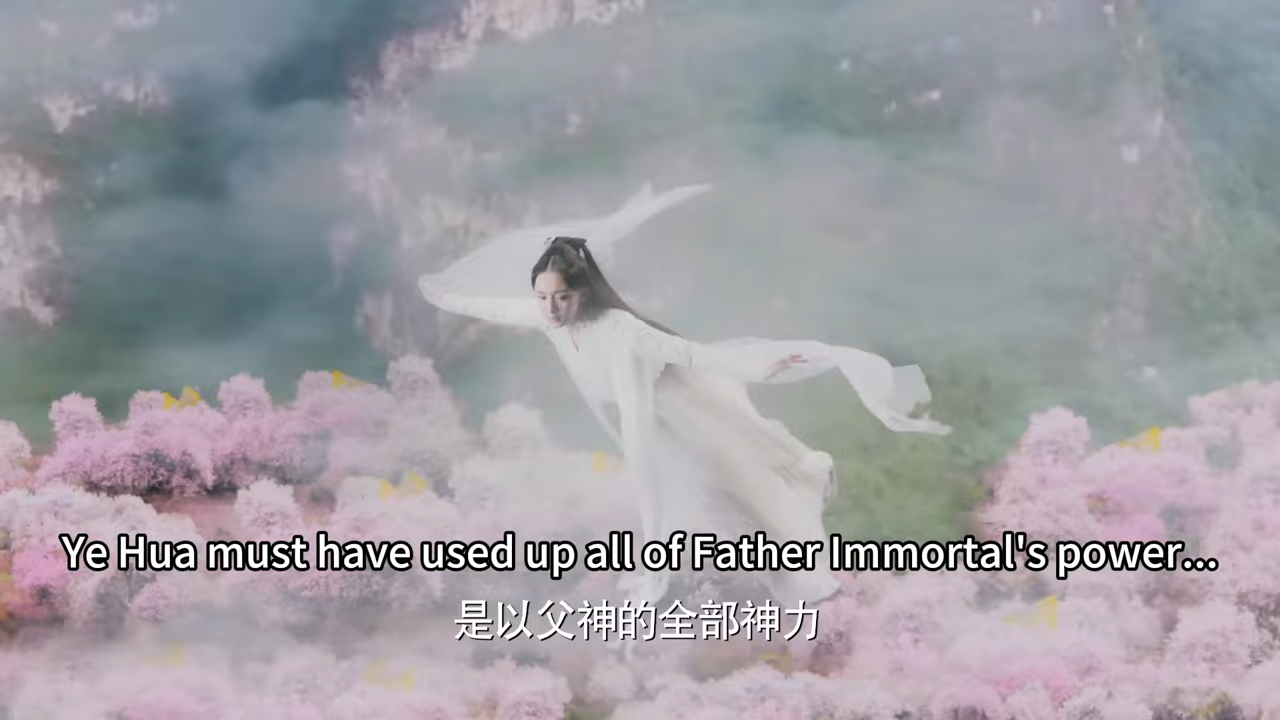 Ye Hua must have used up all of Father Immortal's power...
是以父神的全部神力